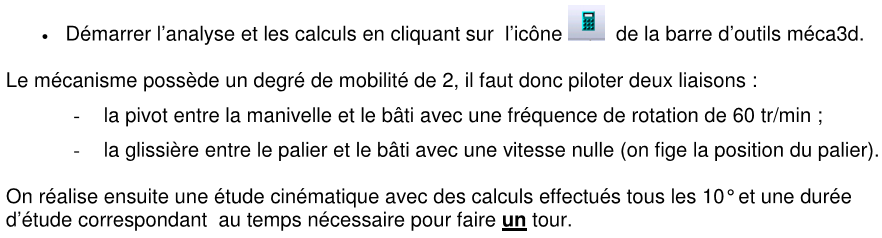 • Démarrer l'analyse et les calculs en cliquant sur l'icône de la barre d'outils méca3d.
Le mécanisme possède un degré de mobilité de 2, il faut donc piloter deux liaisons :
- la pivot entre la manivelle et le bâti avec une fréquence de rotation de 60 tr/min ;
- la glissière entre le palier et le bâti avec une vitesse nulle (on fige la position du palier).
On réalise ensuite une étude cinématique avec des calculs effectués tous les 10° et une durée
d'étude correspondant au temps nécessaire pour faire un tour.